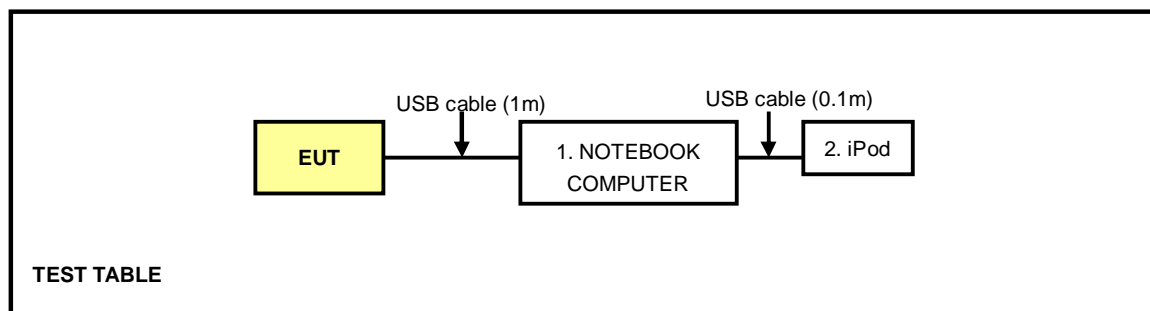 USB cable (1m)
USB cable (0.1m)
EUT
1. NOTEBOOK
COMPUTER
2. iPod
TEST TABLE